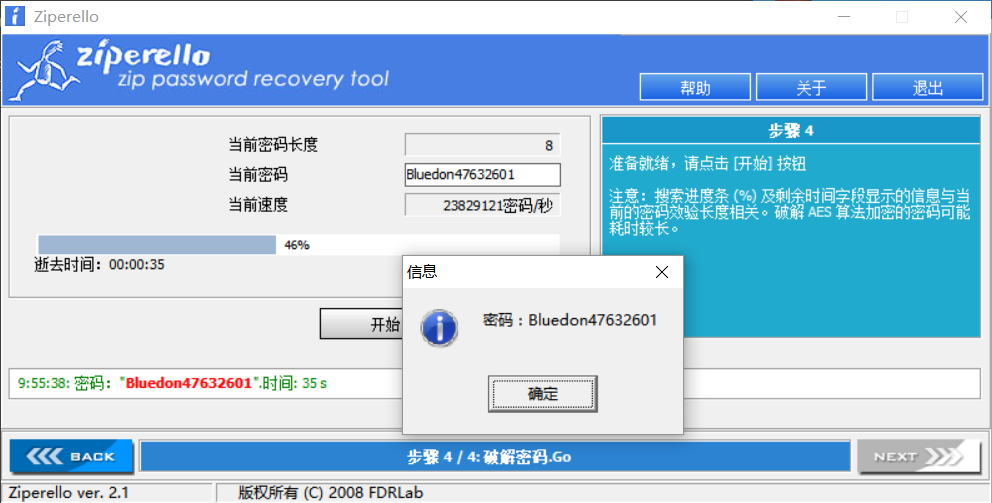 Ziperello
ziperello
zip password recovery tool
帮助
关于
退出
当前密码长度
8
当前密码
Bluedon47632601
当前速度
23829121密码/秒
46%
逝去时间：00:00:35
开始
步骤 4
准备就绪，请点击 [开始] 按钮
注意：搜索进度条 (%) 及剩余时间字段显示的信息与当
前的密码效验长度相关。破解 AES 算法加密的密码可能
耗时较长。
信息
密码：Bluedon47632601
确定
9:55:38: 密码："Bluedon47632601".时间: 35 s
BACK
步骤 4 / 4: 破解密码.Go
NEXT
Ziperello ver. 2.1
版权所有 (C) 2008 FDRLab